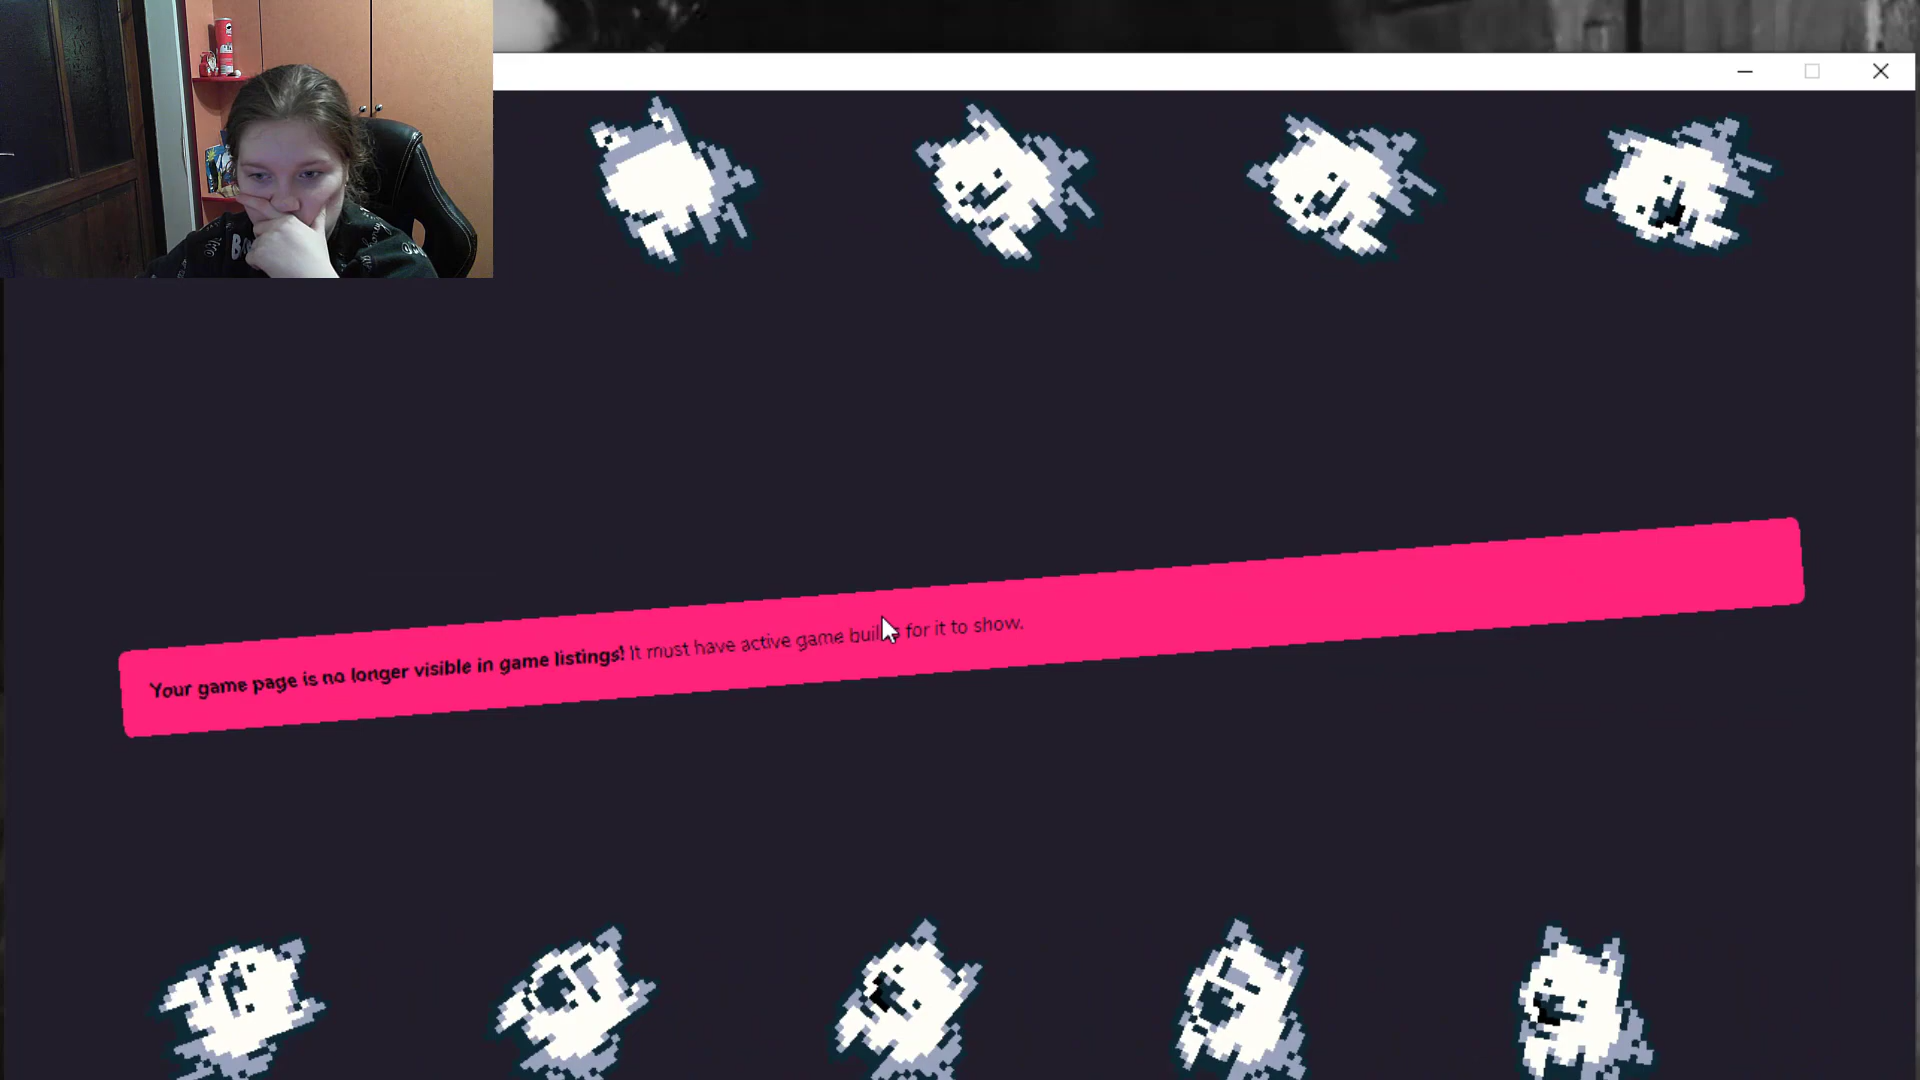 Your game page is no longer visible in game listings! It must have active game builds for it to show.